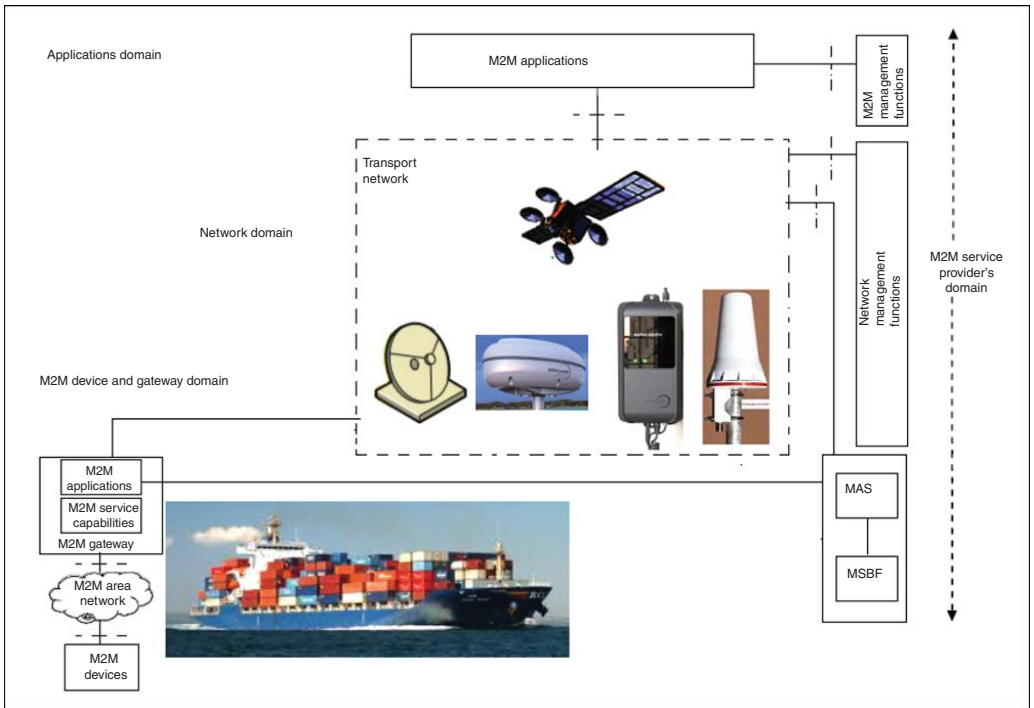 Applications domain
M2M applications
M2M
management
functions
Transport
network
Network domain
Network
management
functions
M2M service
provider's
domain
M2M device and gateway domain
M2M
applications
M2M service
capabilities
M2M gateway
M2M area
network
M2M
devices
MAS
MSBF